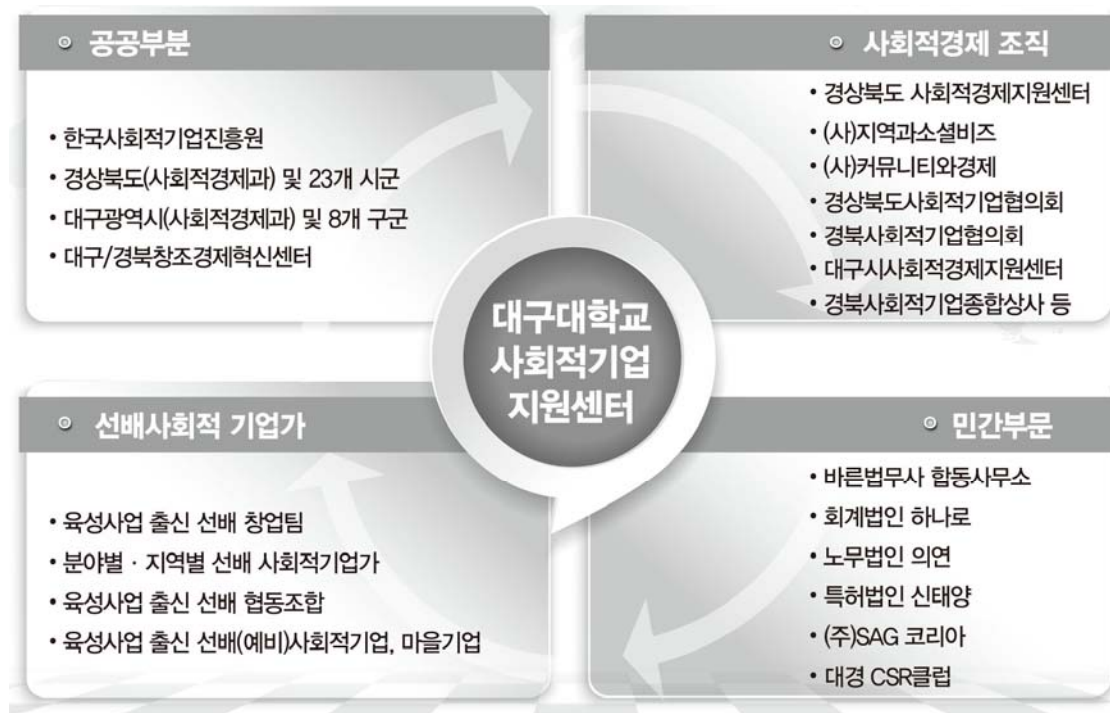 공공부분
• 한국사회적기업진흥원
• 경상북도(사회적경제과) 및 23개 시군
• 대구광역시(사회적경제과) 및 8개 구군
• 대구/경북창조경제혁신센터
사회적경제 조직
• 경상북도 사회적경제지원센터
• (사)지역과소셜비즈
• (사)커뮤니티와경제
• 경상북도사회적기업협의회
• 경북사회적기업협의회
• 대구시사회적경제지원센터
• 경북사회적기업종합상사 등
대구대학교
사회적기업
지원센터
선배사회적 기업가
• 육성사업 출신 선배 창업팀
• 분야별 · 지역별 선배 사회적기업가
• 육성사업 출신 선배 협동조합
• 육성사업 출신 선배(예비)사회적기업, 마을기업
민간부문
• 바른법무사 합동사무소
• 회계법인 하나로
• 노무법인 의연
• 특허법인 신태양
• (주)SAG 코리아
• 대경 CSR클럽